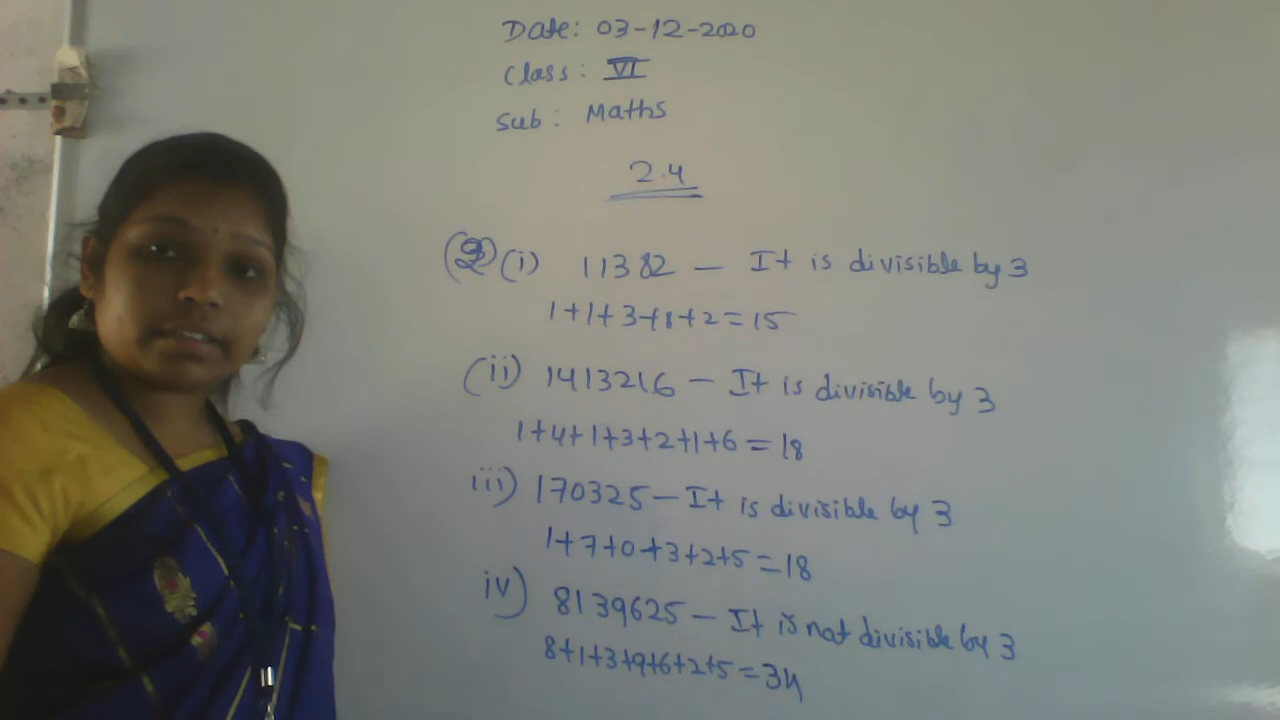 Date: 03-12-2020
Class: VI
Sub: Maths
2.4
(2) (i) 11382 — It is divisible by 3
1+1+3+8+2=15
(ii) 1413216 — It is divisible by 3
1+4+1+3+2+1+6=18
iii) 170325 — It is divisible by 3
1+7+0+3+2+5=18
iv) 8139625 — It is not divisible by 3
8+1+3+9+6+2+5=34